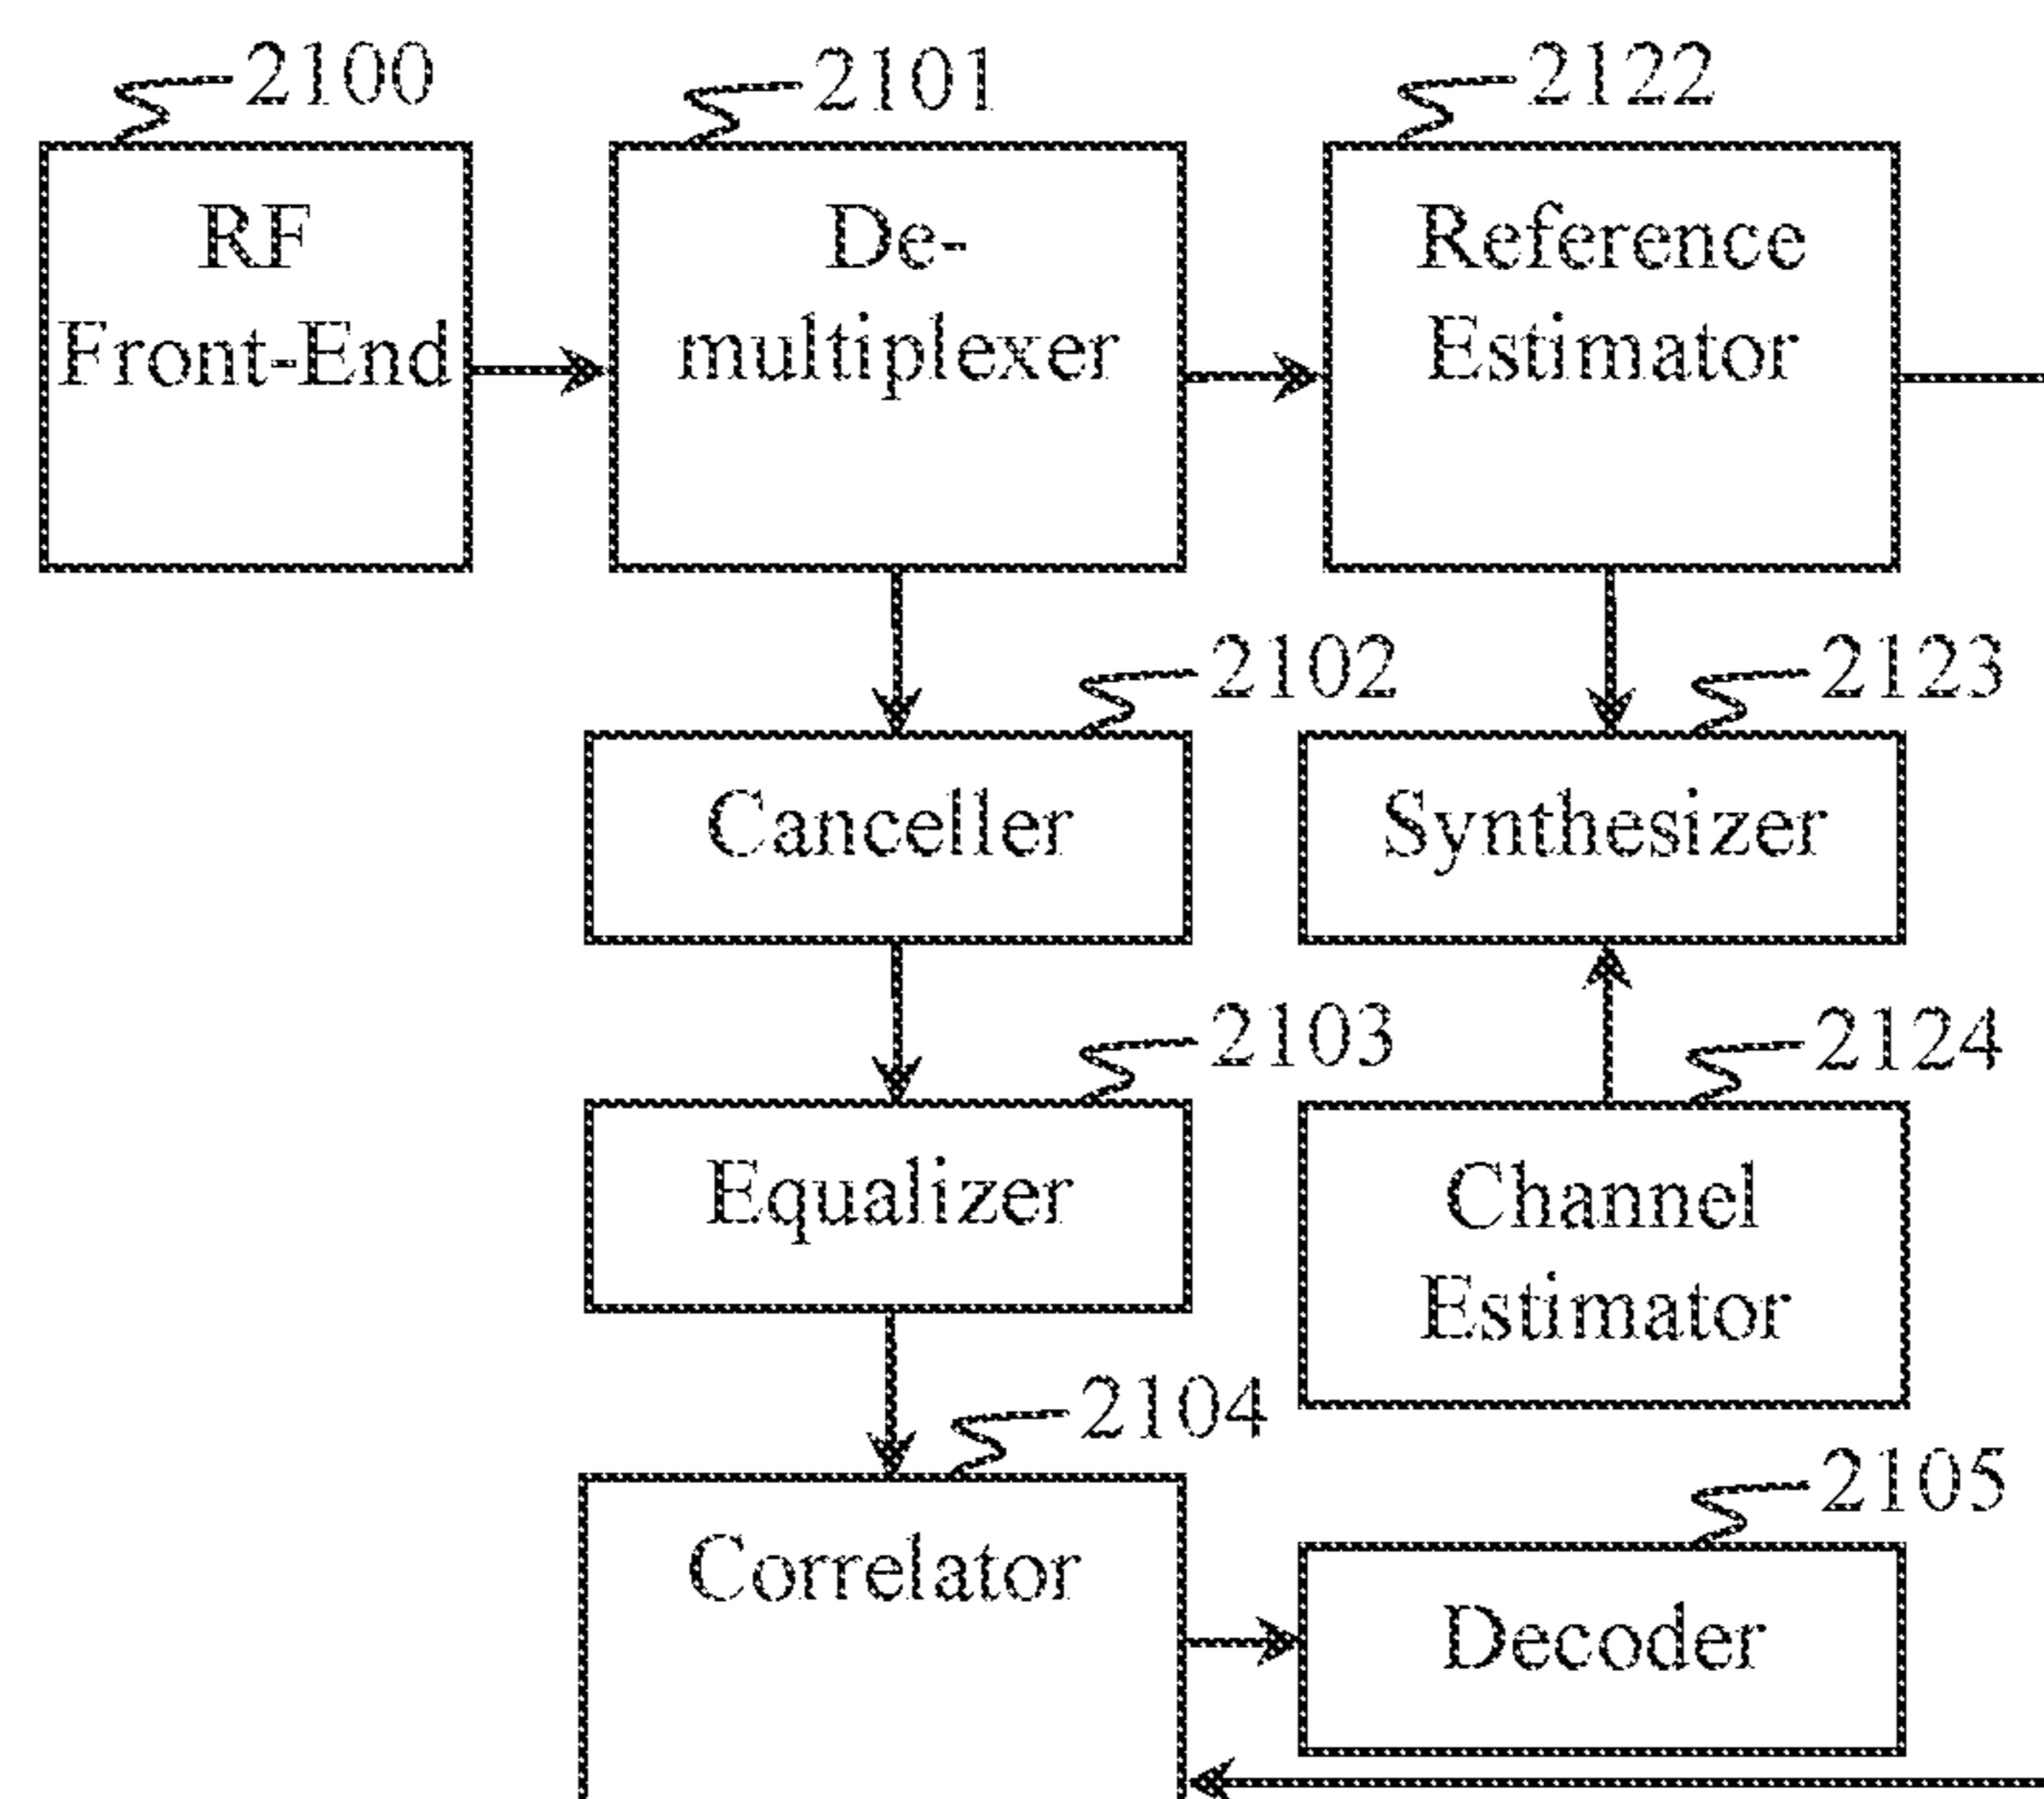 2100
2101
2122
RF
Front-End
De-
multiplexer
Reference
Estimator
2102
2123
Canceller
Synthesizer
2103
2124
Equalizer
Channel
Estimator
2104
2105
Correlator
Decoder